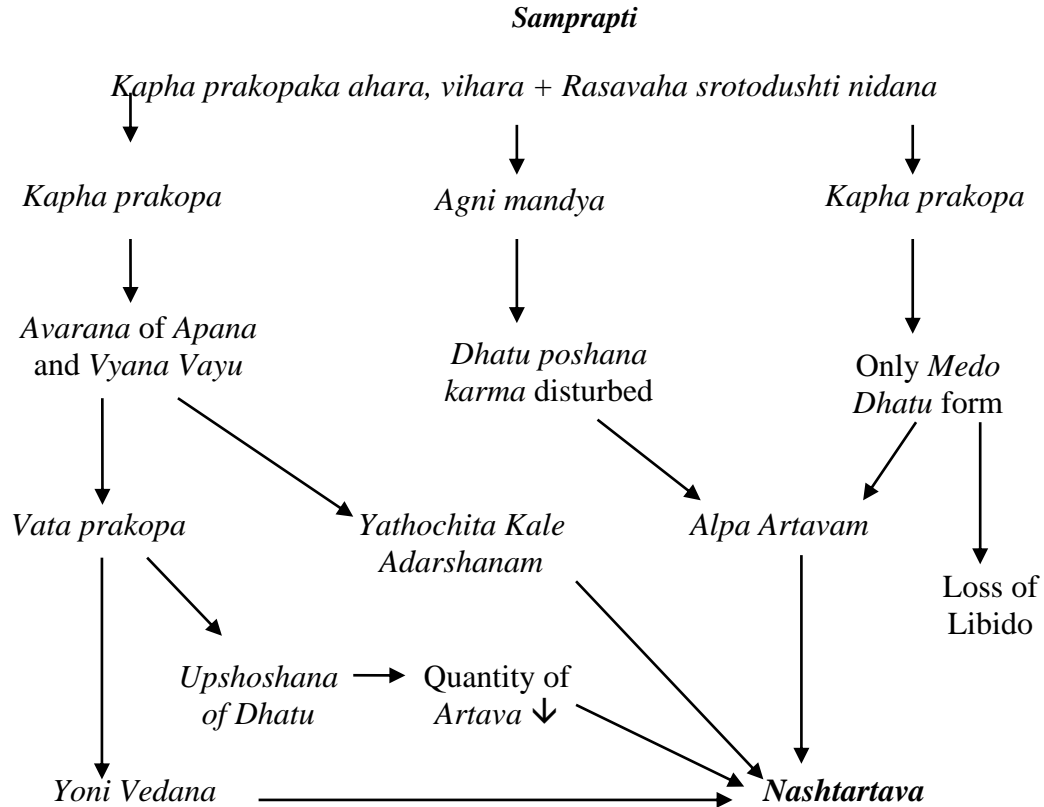 Samprapti
Kapha prakopaka ahara, vihara + Rasavaha srotodushti nidana
Kapha prakopa
Agni mandya
Kapha prakopa
Avarana of Apana
and Vyana Vayu
Dhatu poshana
karma disturbed
Only Medo
Dhatu form
Vata prakopa
Yathochita Kale
Adarshanam
Alpa Artavam
Loss of
Libido
Upshoshana
of Dhatu
Quantity of
Artava ↓
Yoni Vedana
Nashtartava